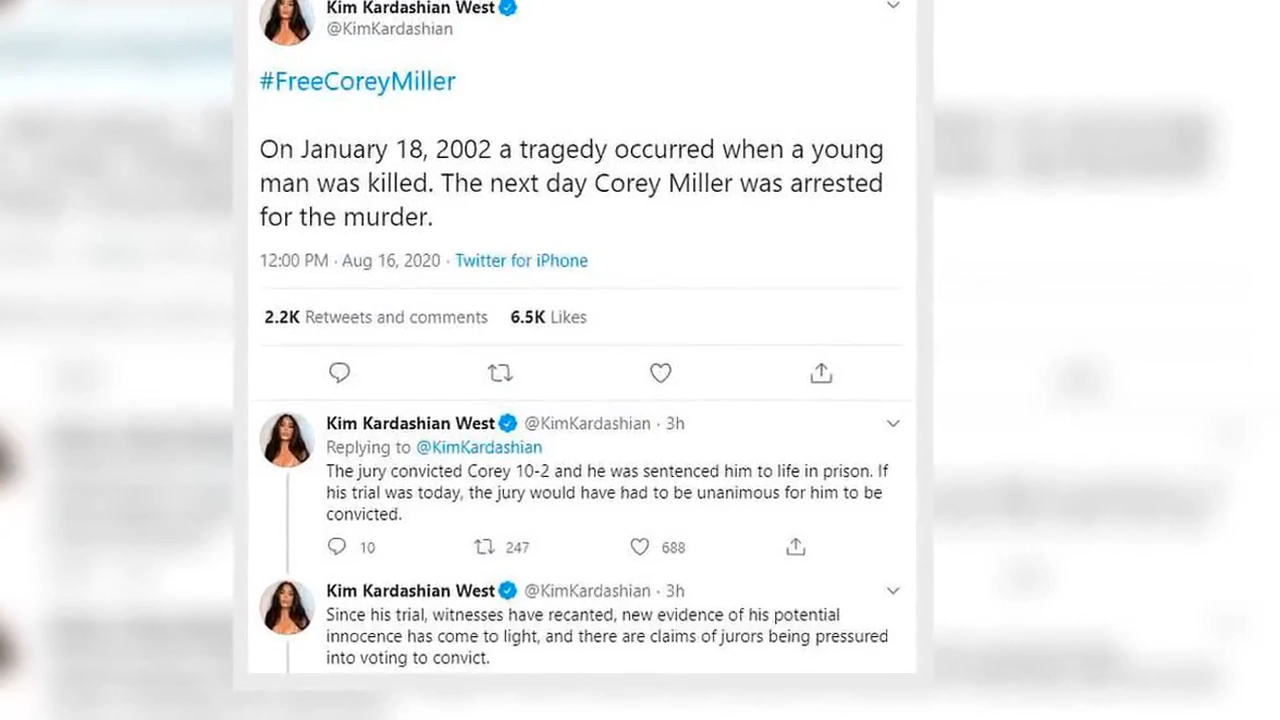 Kim Kardashian West
@KimKardashian
#FreeCoreyMiller
On January 18, 2002 a tragedy occurred when a young
man was killed. The next day Corey Miller was arrested
for the murder.
12:00 PM · Aug 16, 2020 · Twitter for iPhone
2.2K Retweets and comments 6.5K Likes
Kim Kardashian West @KimKardashian · 3h
Replying to @KimKardashian
The jury convicted Corey 10-2 and he was sentenced him to life in prison. If
his trial was today, the jury would have had to be unanimous for him to be
convicted.
10 247 688
Kim Kardashian West @KimKardashian · 3h
Since his trial, witnesses have recanted, new evidence of his potential
innocence has come to light, and there are claims of jurors being pressured
into voting to convict.